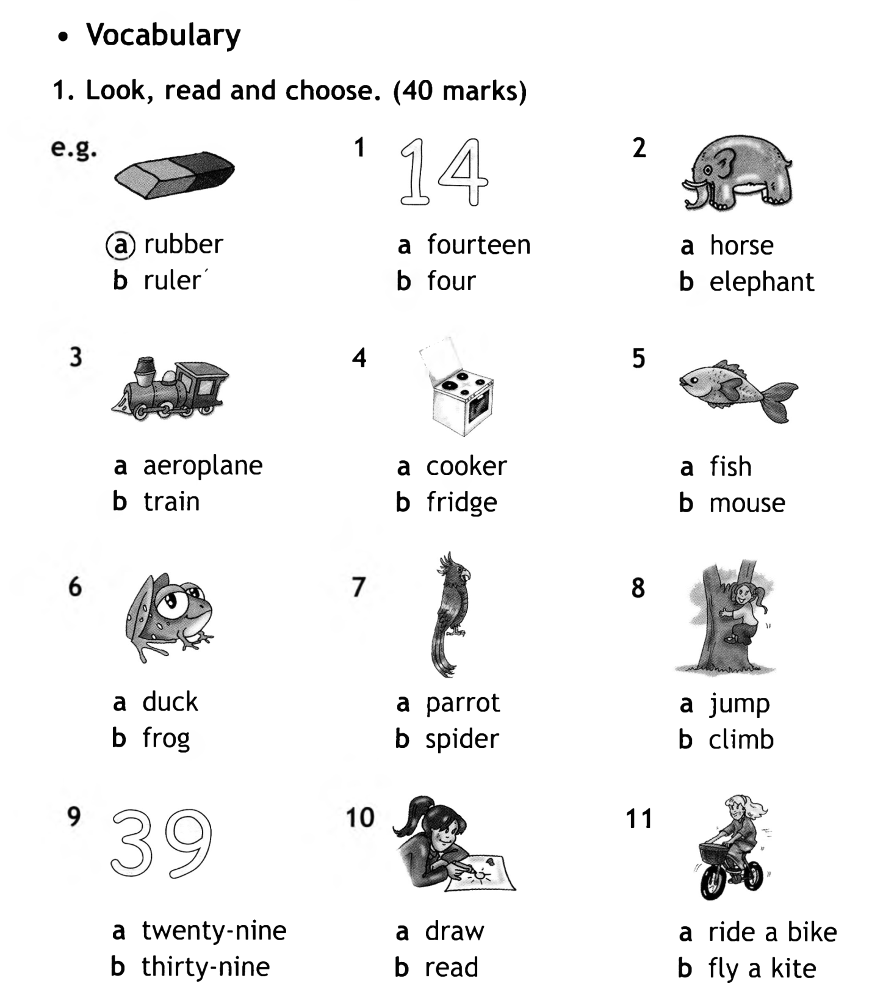 • Vocabulary
1. Look, read and choose. (40 marks)
e.g.
a rubber
b ruler
1
14
a fourteen
b four
2
a horse
b elephant
3
a aeroplane
b train
4
a cooker
b fridge
5
a fish
b mouse
6
a duck
b frog
7
a parrot
b spider
8
a jump
b climb
9
39
a twenty-nine
b thirty-nine
10
a draw
b read
11
a ride a bike
b fly a kite